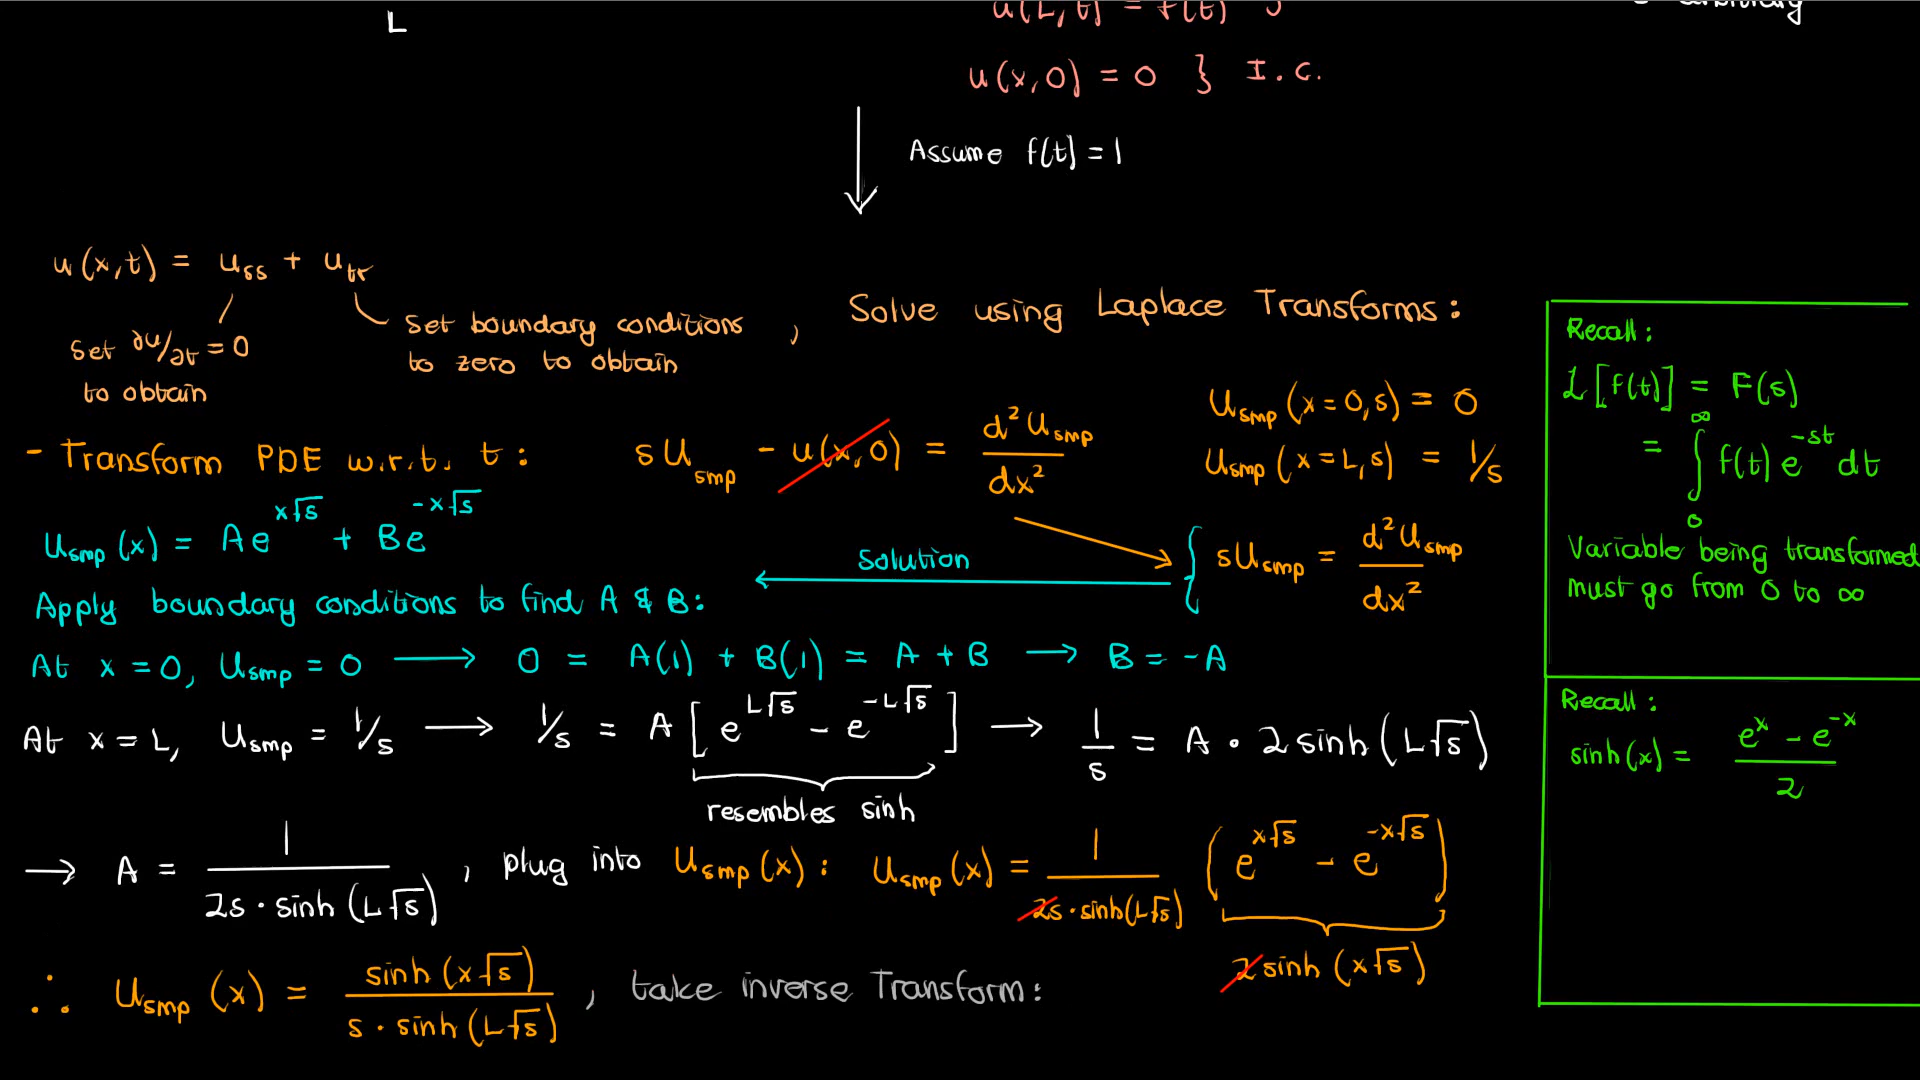 L
u(L,t) = f(t) }
arbitrary
u(x,0) = 0 } I.C.
Assume f(t) = 1
u(x,t) = u_ss + u_tr
Set ∂u/∂t = 0
to obtain
Set boundary conditions
to zero to obtain
, Solve using Laplace Transforms:
- Transform PDE w.r.t. t: sU_smp - u(x,0) = d²U_smp/dx²
U_smp (x=0,s) = 0
U_smp (x=L,s) = 1/s
U_smp (x) = Ae^{x√s} + Be^{-x√s}
Solution
{ sU_smp = d²U_smp/dx²
Apply boundary conditions to find A & B:
At x=0, U_smp = 0 ⟶ 0 = A(1) + B(1) = A + B → B = -A
At x=L, U_smp = 1/s ⟶ 1/s = A[e^{L√s} - e^{-L√s}] → 1/s = A · 2sinh(L√s)
resembles sinh
→ A = 1/(2s·sinh(L√s)), plug into U_smp(x): U_smp(x) = 1/(2s·sinh(L√s)) (e^{x√s} - e^{-x√s})
2sinh(x√s)
∴ U_smp (x) = sinh(x√s)/(s·sinh(L√s)), take inverse Transform:
Recall:
ℒ[f(t)] = F(s)
= ∫_0^∞ f(t) e^{-st} dt
Variable being transformed
must go from 0 to ∞
Recall:
sinh(x) = (e^x - e^{-x})/2